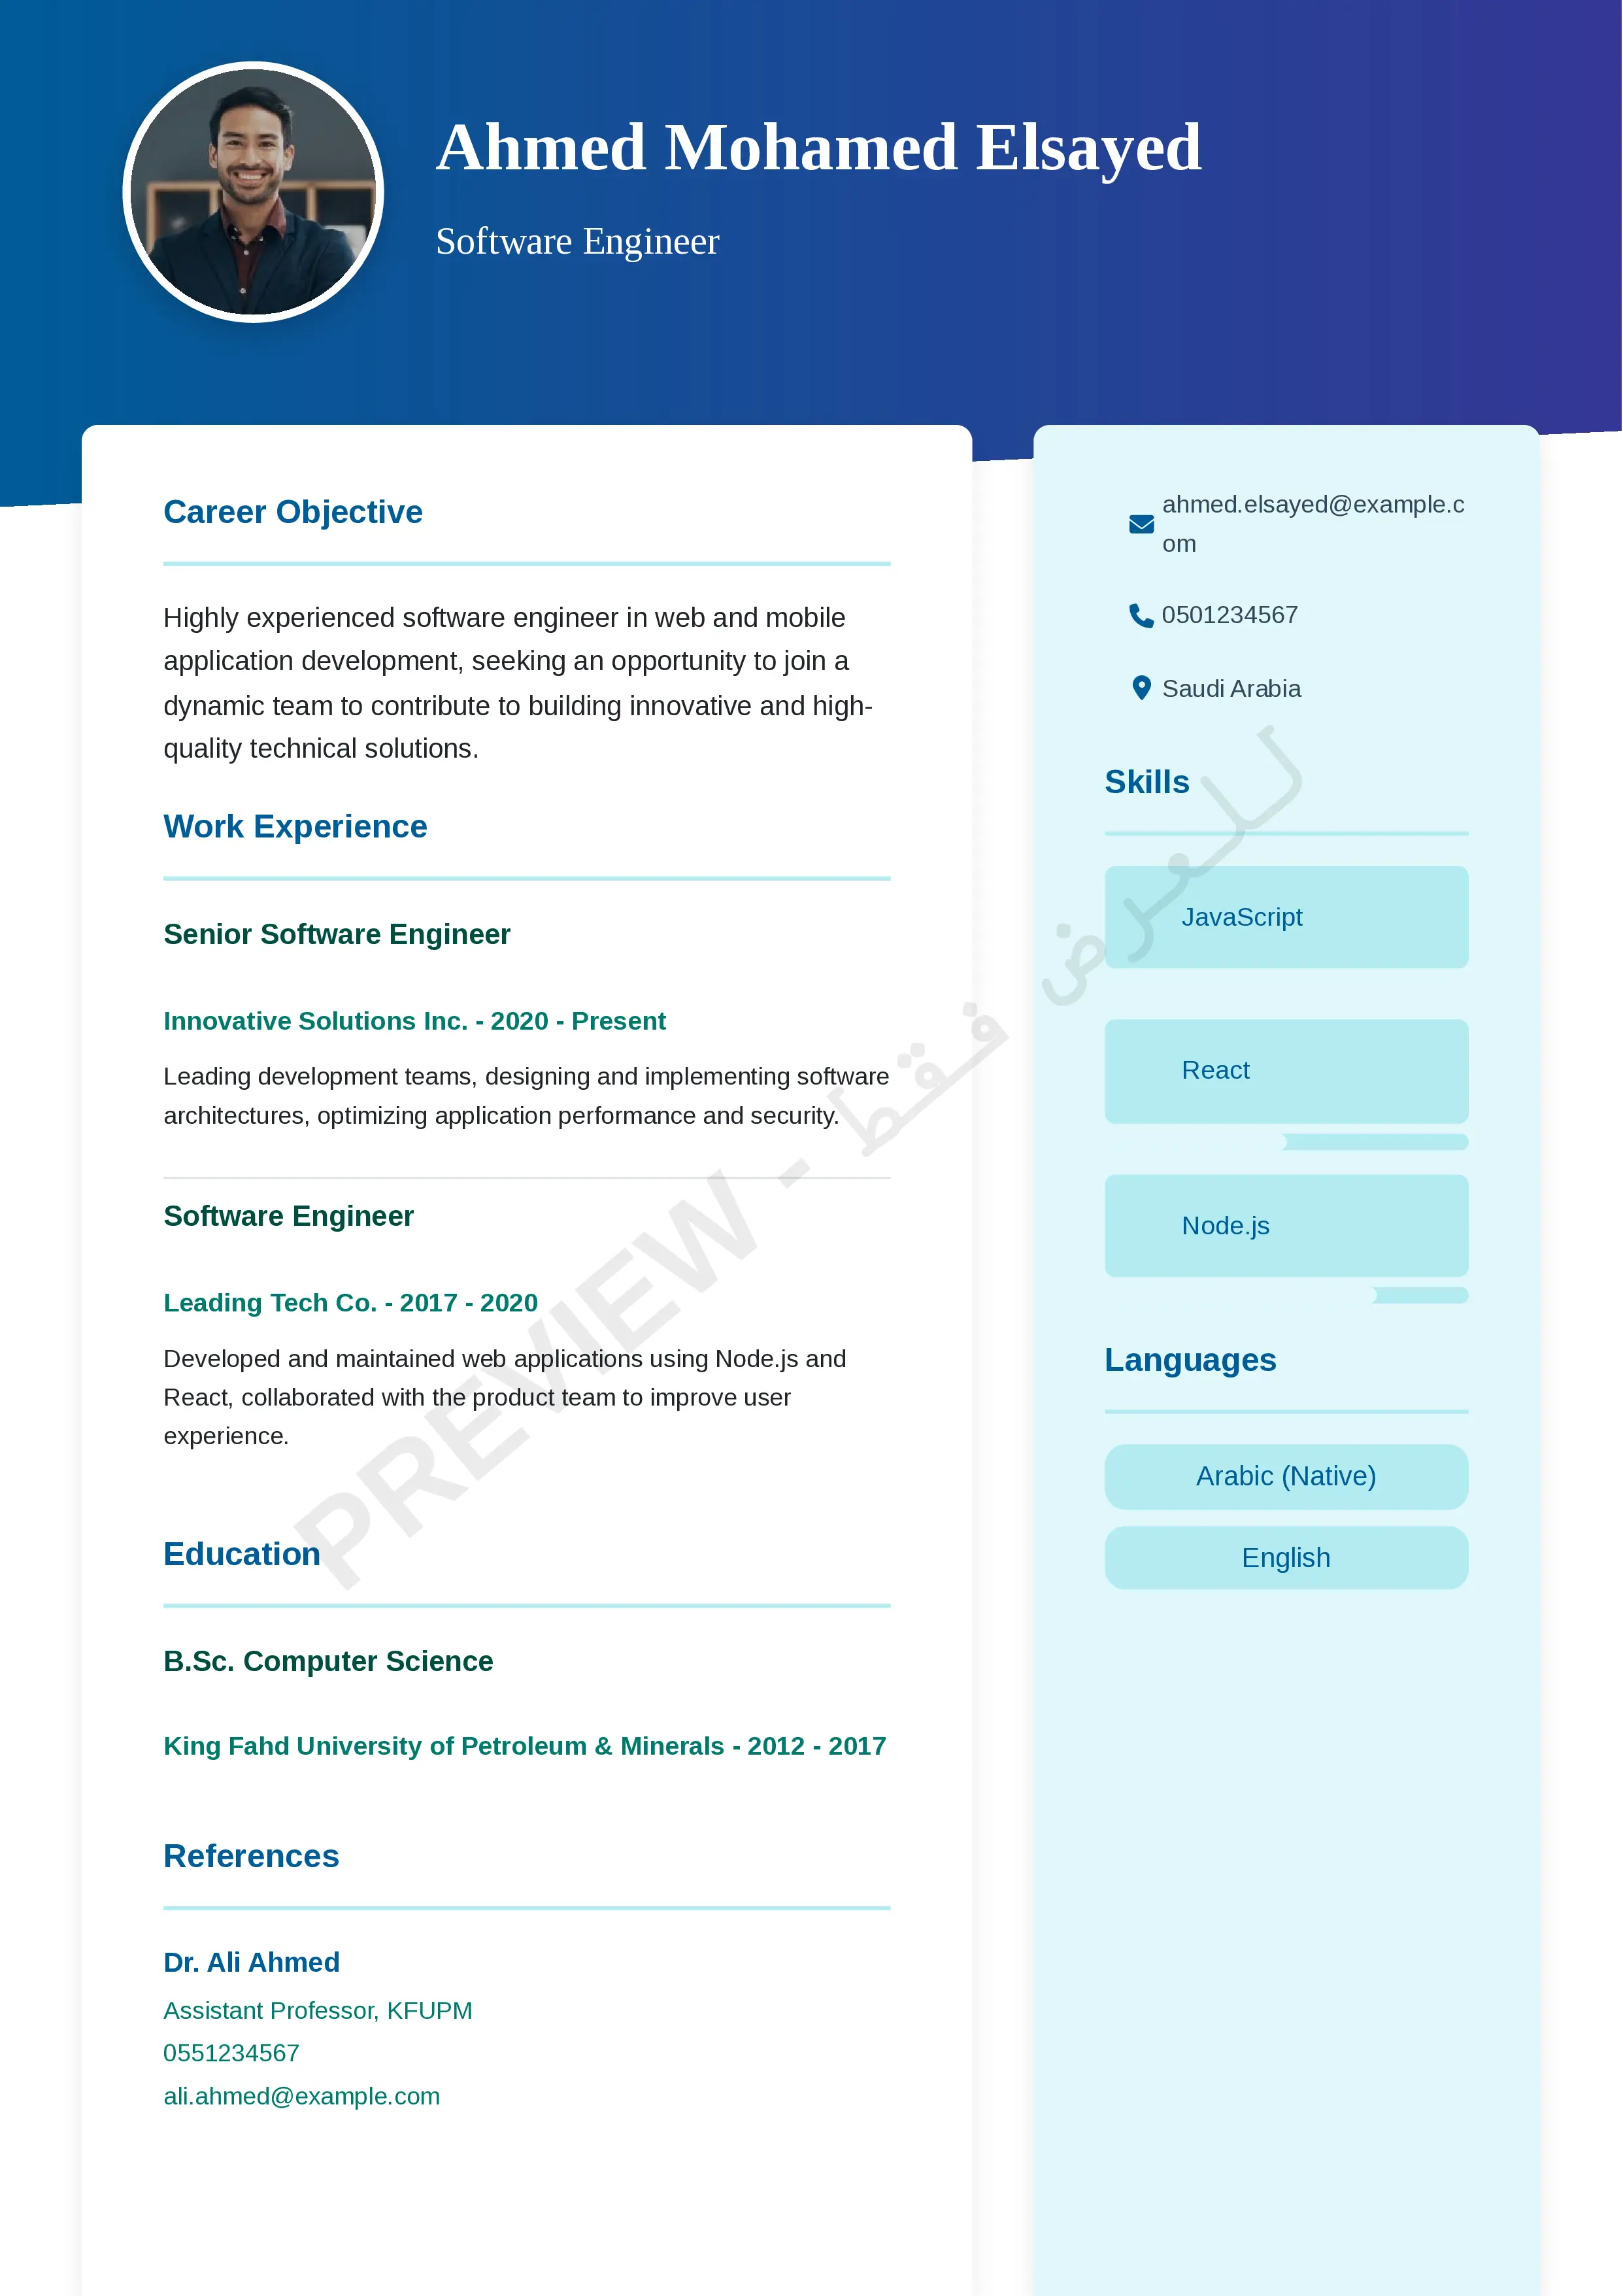 Ahmed Mohamed Elsayed
Software Engineer
Career Objective
Highly experienced software engineer in web and mobile
application development, seeking an opportunity to join a
dynamic team to contribute to building innovative and high-
quality technical solutions.
Work Experience
Senior Software Engineer
Innovative Solutions Inc. - 2020 - Present
Leading development teams, designing and implementing software
architectures, optimizing application performance and security.
Software Engineer
Leading Tech Co. - 2017 - 2020
Developed and maintained web applications using Node.js and
React, collaborated with the product team to improve user
experience.
Education
B.Sc. Computer Science
King Fahd University of Petroleum & Minerals - 2012 - 2017
References
Dr. Ali Ahmed
Assistant Professor, KFUPM
0551234567
ali.ahmed@example.com
ahmed.elsayed@example.c
om
0501234567
Saudi Arabia
Skills
JavaScript
React
Node.js
Languages
Arabic (Native)
English
PREVIEW - للعرض فقط